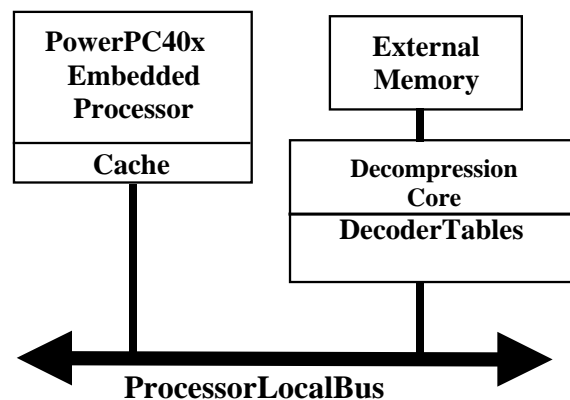 PowerPC40x
Embedded
Processor
Cache
External
Memory
Decompression
Core
DecoderTables
ProcessorLocalBus